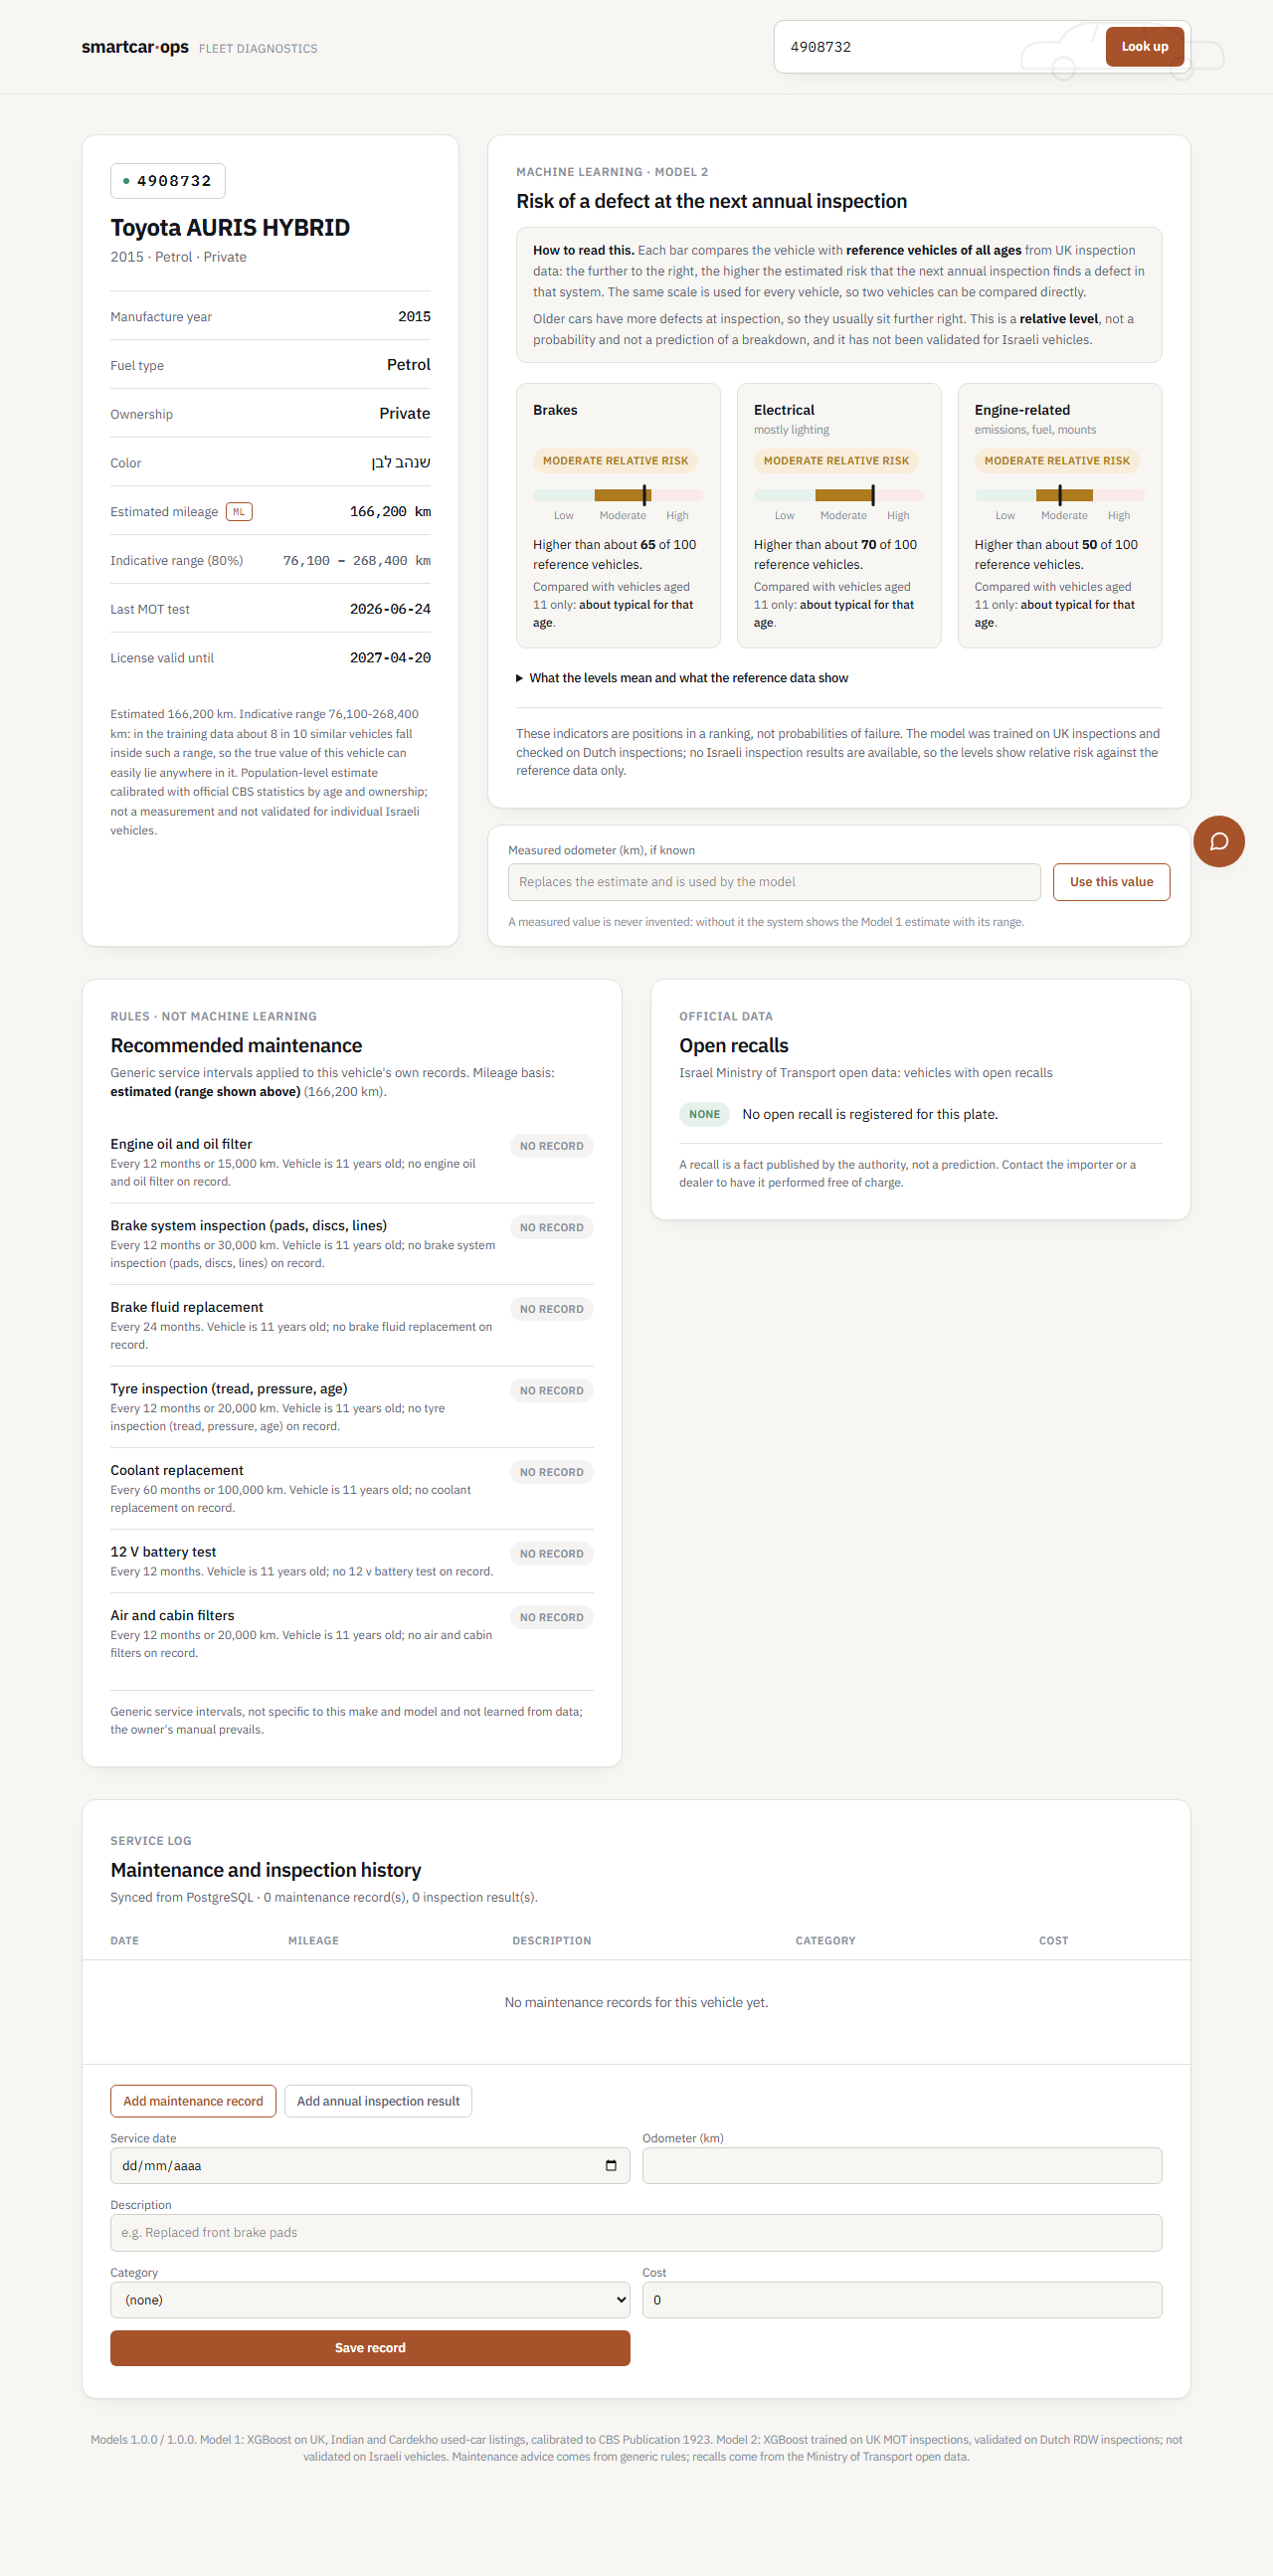 smartcar·ops FLEET DIAGNOSTICS
4908732
Look up
4908732
Toyota AURIS HYBRID
2015 · Petrol · Private
Manufacture year 2015
Fuel type Petrol
Ownership Private
Color שנהב לבן
Estimated mileage ML 166,200 km
Indicative range (80%) 76,100 – 268,400 km
Last MOT test 2026-06-24
License valid until 2027-04-20
Estimated 166,200 km. Indicative range 76,100-268,400
km: in the training data about 8 in 10 similar vehicles fall
inside such a range, so the true value of this vehicle can
easily lie anywhere in it. Population-level estimate
calibrated with official CBS statistics by age and ownership;
not a measurement and not validated for individual Israeli
vehicles.
MACHINE LEARNING · MODEL 2
Risk of a defect at the next annual inspection
How to read this. Each bar compares the vehicle with reference vehicles of all ages from UK inspection
data: the further to the right, the higher the estimated risk that the next annual inspection finds a defect in
that system. The same scale is used for every vehicle, so two vehicles can be compared directly.
Older cars have more defects at inspection, so they usually sit further right. This is a relative level, not a
probability and not a prediction of a breakdown, and it has not been validated for Israeli vehicles.
Brakes
MODERATE RELATIVE RISK
Low Moderate High
Higher than about 65 of 100
reference vehicles.
Compared with vehicles aged
11 only: about typical for that
age.
Electrical
mostly lighting
MODERATE RELATIVE RISK
Low Moderate High
Higher than about 70 of 100
reference vehicles.
Compared with vehicles aged
11 only: about typical for that
age.
Engine-related
emissions, fuel, mounts
MODERATE RELATIVE RISK
Low Moderate High
Higher than about 50 of 100
reference vehicles.
Compared with vehicles aged
11 only: about typical for that
age.
What the levels mean and what the reference data show
These indicators are positions in a ranking, not probabilities of failure. The model was trained on UK inspections and
checked on Dutch inspections; no Israeli inspection results are available, so the levels show relative risk against the
reference data only.
Measured odometer (km), if known
Replaces the estimate and is used by the model
Use this value
A measured value is never invented: without it the system shows the Model 1 estimate with its range.
RULES · NOT MACHINE LEARNING
Recommended maintenance
Generic service intervals applied to this vehicle's own records. Mileage basis:
estimated (range shown above) (166,200 km).
Engine oil and oil filter NO RECORD
Every 12 months or 15,000 km. Vehicle is 11 years old; no engine oil
and oil filter on record.
Brake system inspection (pads, discs, lines) NO RECORD
Every 12 months or 30,000 km. Vehicle is 11 years old; no brake system
inspection (pads, discs, lines) on record.
Brake fluid replacement NO RECORD
Every 24 months. Vehicle is 11 years old; no brake fluid replacement on
record.
Tyre inspection (tread, pressure, age) NO RECORD
Every 12 months or 20,000 km. Vehicle is 11 years old; no tyre
inspection (tread, pressure, age) on record.
Coolant replacement NO RECORD
Every 60 months or 100,000 km. Vehicle is 11 years old; no coolant
replacement on record.
12 V battery test NO RECORD
Every 12 months. Vehicle is 11 years old; no 12 v battery test on record.
Air and cabin filters NO RECORD
Every 12 months or 20,000 km. Vehicle is 11 years old; no air and cabin
filters on record.
Generic service intervals, not specific to this make and model and not learned from data;
the owner's manual prevails.
OFFICIAL DATA
Open recalls
Israel Ministry of Transport open data: vehicles with open recalls
NONE No open recall is registered for this plate.
A recall is a fact published by the authority, not a prediction. Contact the importer or a
dealer to have it performed free of charge.
SERVICE LOG
Maintenance and inspection history
Synced from PostgreSQL · 0 maintenance record(s), 0 inspection result(s).
DATE MILEAGE DESCRIPTION CATEGORY COST
No maintenance records for this vehicle yet.
Add maintenance record Add annual inspection result
Service date Odometer (km)
dd/mm/aaaa
Description
e.g. Replaced front brake pads
Category Cost
(none) 0
Save record
Models 1.0.0 / 1.0.0. Model 1: XGBoost on UK, Indian and Cardekho used-car listings, calibrated to CBS Publication 1923. Model 2: XGBoost trained on UK MOT inspections, validated on Dutch RDW inspections; not
validated on Israeli vehicles. Maintenance advice comes from generic rules; recalls come from the Ministry of Transport open data.